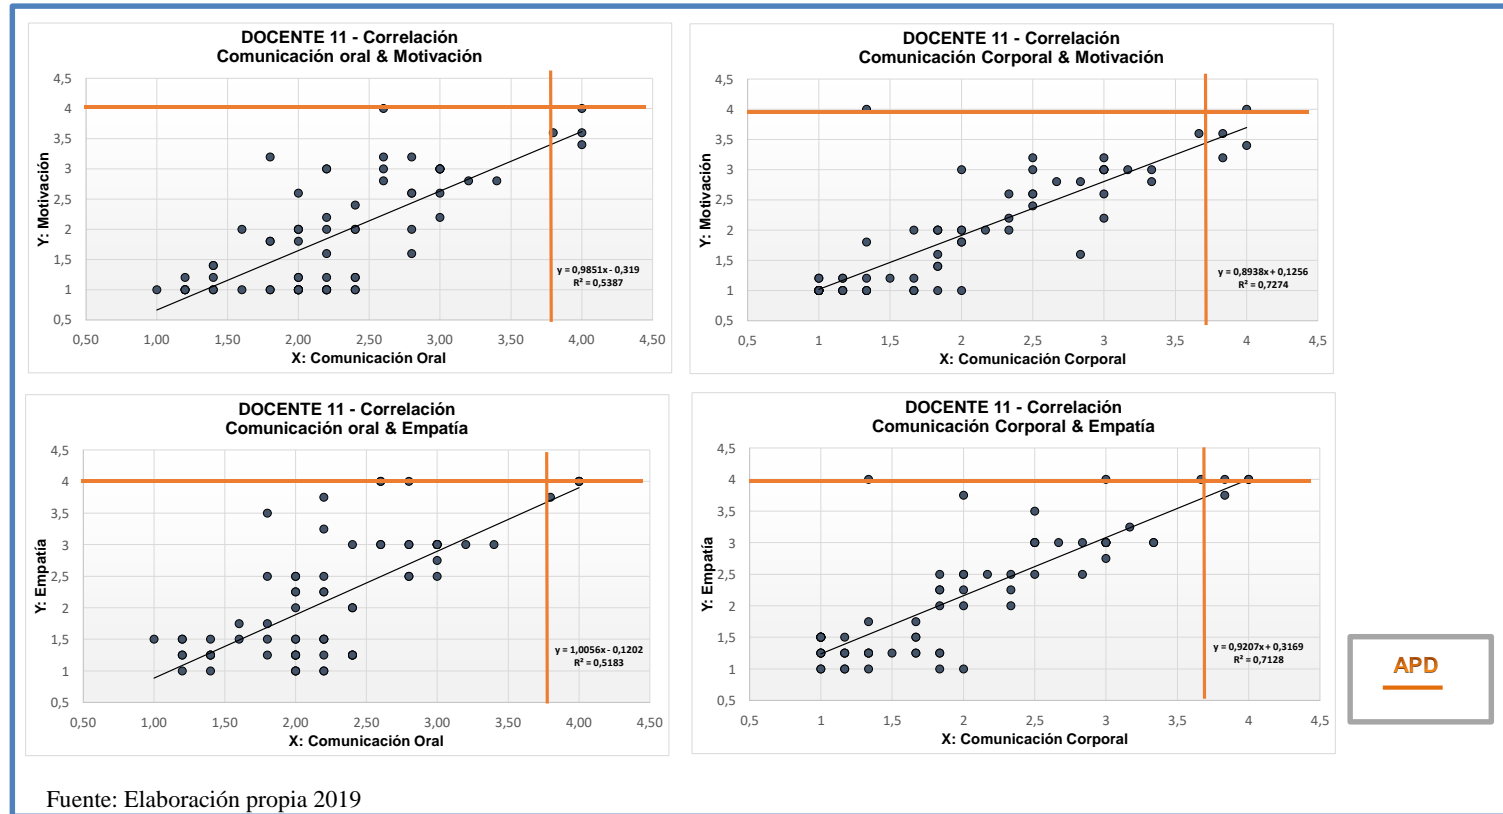 DOCENTE 11 - Correlación
Comunicación oral & Motivación
4,5
4
3,5
3
2,5
2
1,5
1
0,5
Y: Motivación
y = 0,9851x - 0,319
R² = 0,5387
0,50 1,00 1,50 2,00 2,50 3,00 3,50 4,00 4,50
X: Comunicación Oral
DOCENTE 11 - Correlación
Comunicación Corporal & Motivación
4,5
4
3,5
3
2,5
2
1,5
1
0,5
Y: Motivación
y = 0,8938x + 0,1256
R² = 0,7274
0,5 1 1,5 2 2,5 3 3,5 4 4,5
X: Comunicación Corporal
DOCENTE 11 - Correlación
Comunicación oral & Empatía
4,5
4
3,5
3
2,5
2
1,5
1
0,5
Y: Empatía
y = 1,0056x - 0,1202
R² = 0,5183
0,50 1,00 1,50 2,00 2,50 3,00 3,50 4,00 4,50
X: Comunicación Oral
DOCENTE 11 - Correlación
Comunicación Corporal & Empatía
4,5
4
3,5
3
2,5
2
1,5
1
0,5
Y: Empatía
y = 0,9207x + 0,3169
R² = 0,7128
0,5 1 1,5 2 2,5 3 3,5 4 4,5
X: Comunicación Corporal
APD
Fuente: Elaboración propia 2019